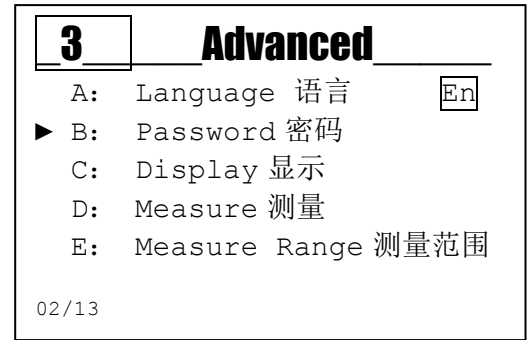 3 Advanced
A: Language 语言 En
► B: Password 密码
C: Display 显示
D: Measure 测量
E: Measure Range 测量范围
02/13